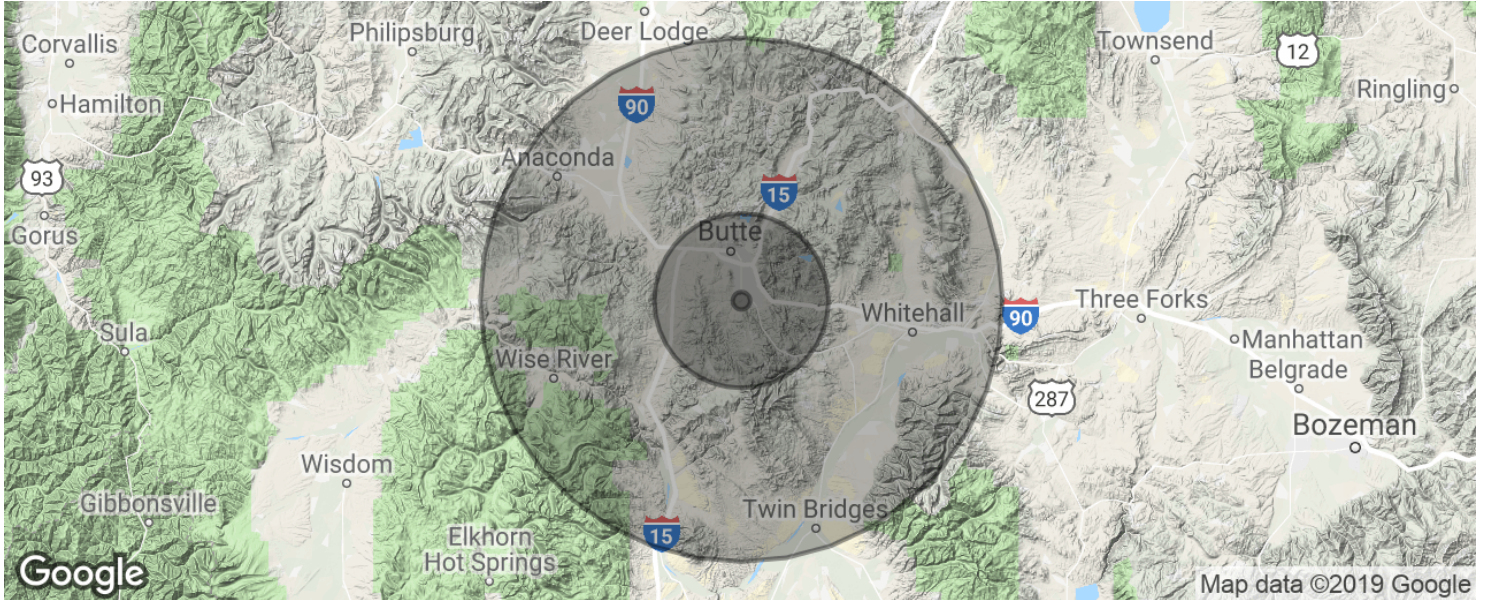 Deer Lodge
Philipsburg
Corvallis
Townsend
12
Ringling
Hamilton
90
Anaconda
93
15
Gorus
Butte
Three Forks
Whitehall
90
Sula
Manhattan
Wise River
Belgrade
287
Bozeman
Wisdom
Gibbonsville
Twin Bridges
15
Elkhorn
Hot Springs
Google
Map data ©2019 Google